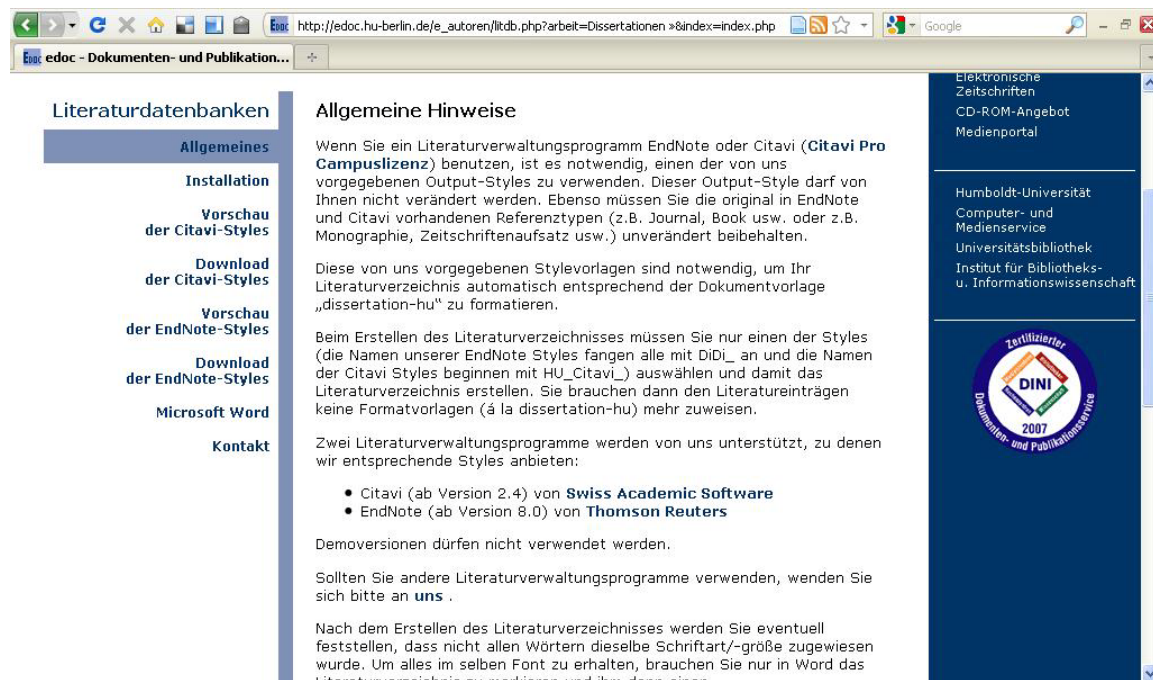 http://edoc.hu-berlin.de/e_autoren/litdb.php?arbeit=Dissertationen »&index=index.php
Google
edoc - Dokumenten- und Publikation...
Literaturdatenbanken
Allgemeines
Installation
Vorschau
der Citavi-Styles
Download
der Citavi-Styles
Vorschau
der EndNote-Styles
Download
der EndNote-Styles
Microsoft Word
Kontakt
Allgemeine Hinweise
Wenn Sie ein Literaturverwaltungsprogramm EndNote oder Citavi (Citavi Pro
Campuslizenz) benutzen, ist es notwendig, einen der von uns
vorgegebenen Output-Styles zu verwenden. Dieser Output-Style darf von
Ihnen nicht verändert werden. Ebenso müssen Sie die original in EndNote
und Citavi vorhandenen Referenztypen (z.B. Journal, Book usw. oder z.B.
Monographie, Zeitschriftenaufsatz usw.) unverändert beibehalten.
Diese von uns vorgegebenen Stylevorlagen sind notwendig, um Ihr
Literaturverzeichnis automatisch entsprechend der Dokumentvorlage
„dissertation-hu“ zu formatieren.
Beim Erstellen des Literaturverzeichnisses müssen Sie nur einen der Styles
(die Namen unserer EndNote Styles fangen alle mit DiDi_ an und die Namen
der Citavi Styles beginnen mit HU_Citavi_) auswählen und damit das
Literaturverzeichnis erstellen. Sie brauchen dann den Literatureinträgen
keine Formatvorlagen (á la dissertation-hu) mehr zuweisen.
Zwei Literaturverwaltungsprogramme werden von uns unterstützt, zu denen
wir entsprechende Styles anbieten:
• Citavi (ab Version 2.4) von Swiss Academic Software
• EndNote (ab Version 8.0) von Thomson Reuters
Demoversionen dürfen nicht verwendet werden.
Sollten Sie andere Literaturverwaltungsprogramme verwenden, wenden Sie
sich bitte an uns .
Nach dem Erstellen des Literaturverzeichnisses werden Sie eventuell
feststellen, dass nicht allen Wörtern dieselbe Schriftart/-größe zugewiesen
wurde. Um alles im selben Font zu erhalten, brauchen Sie nur in Word das
Elektronische
Zeitschriften
CD-ROM-Angebot
Medienportal
Humboldt-Universität
Computer- und
Medienservice
Universitätsbibliothek
Institut für Bibliotheks-
u. Informationswissenschaft
Zertifizierter
DINI
2007
Dokumenten- und Publikationsservice